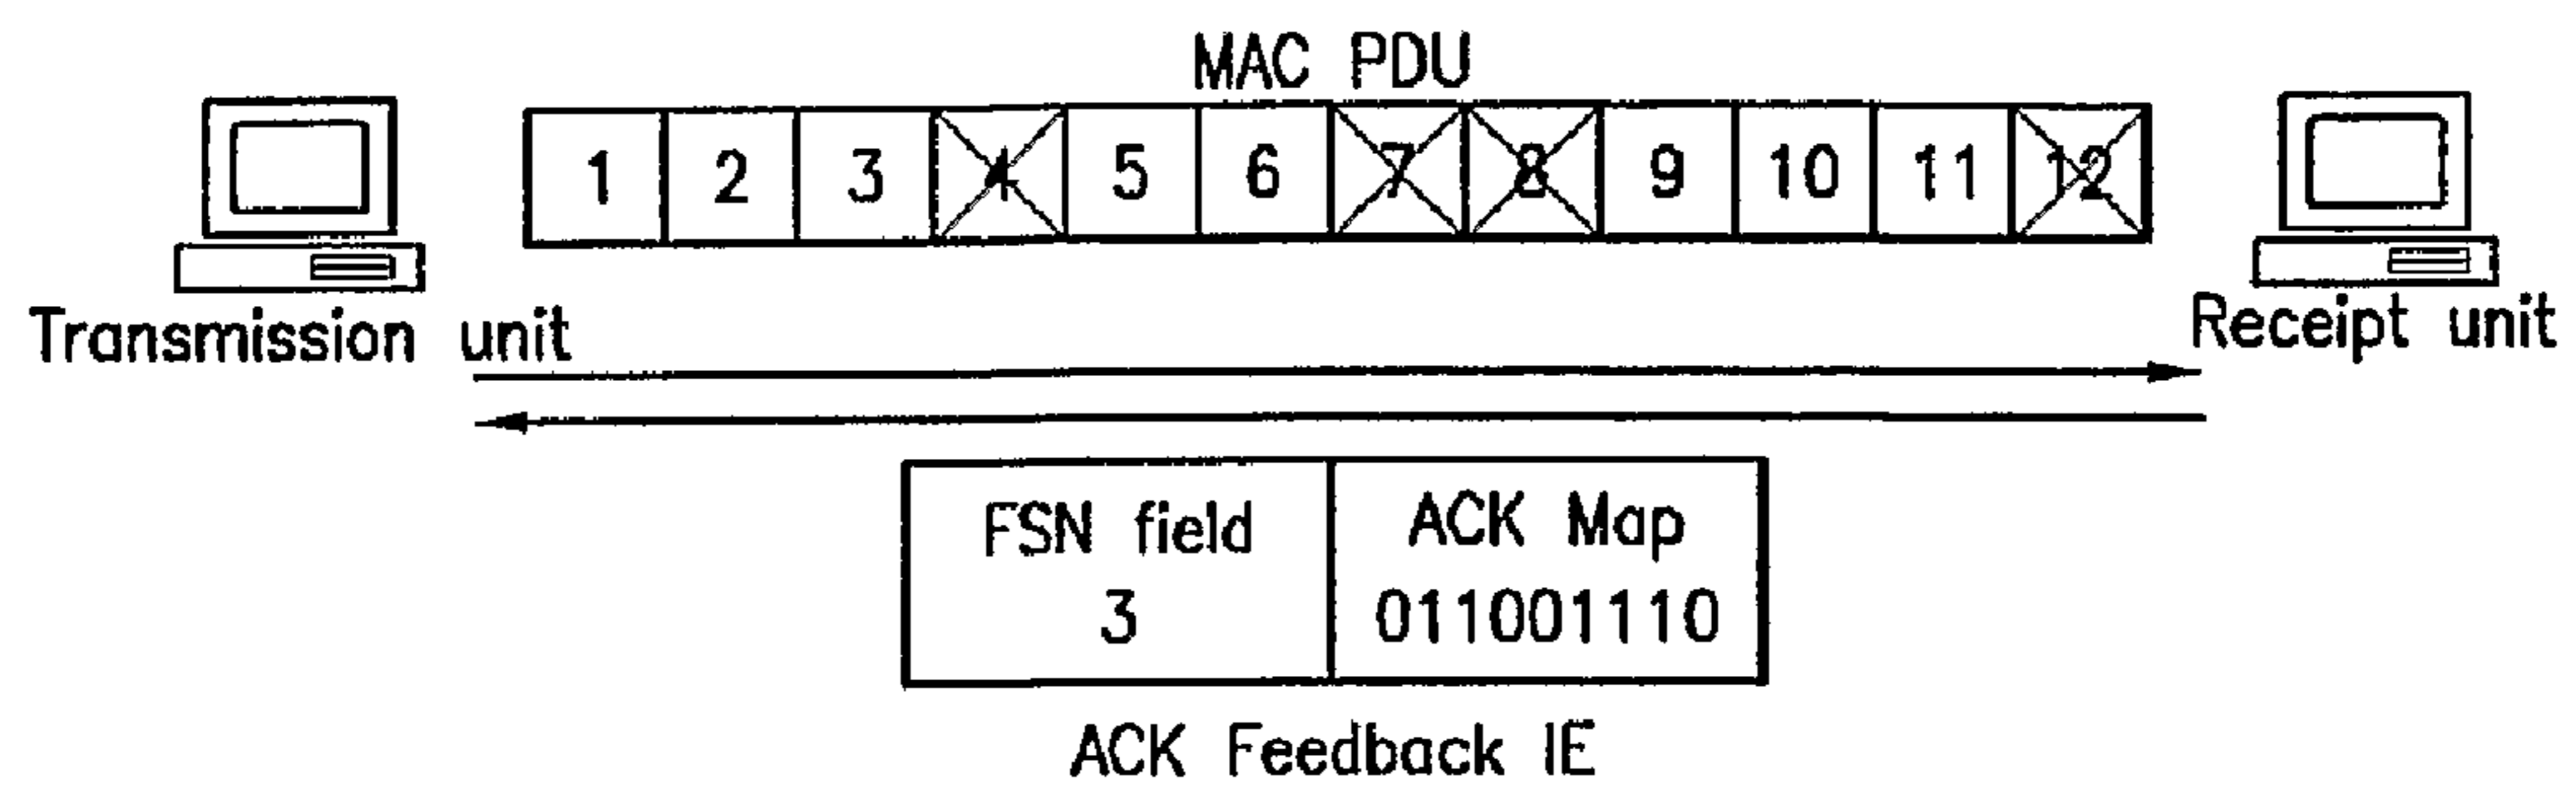 MAC PDU
1 2 3 4 5 6 7 8 9 10 11 12
Transmission unit
Receipt unit
FSN field
3
ACK Map
011001110
ACK Feedback IE